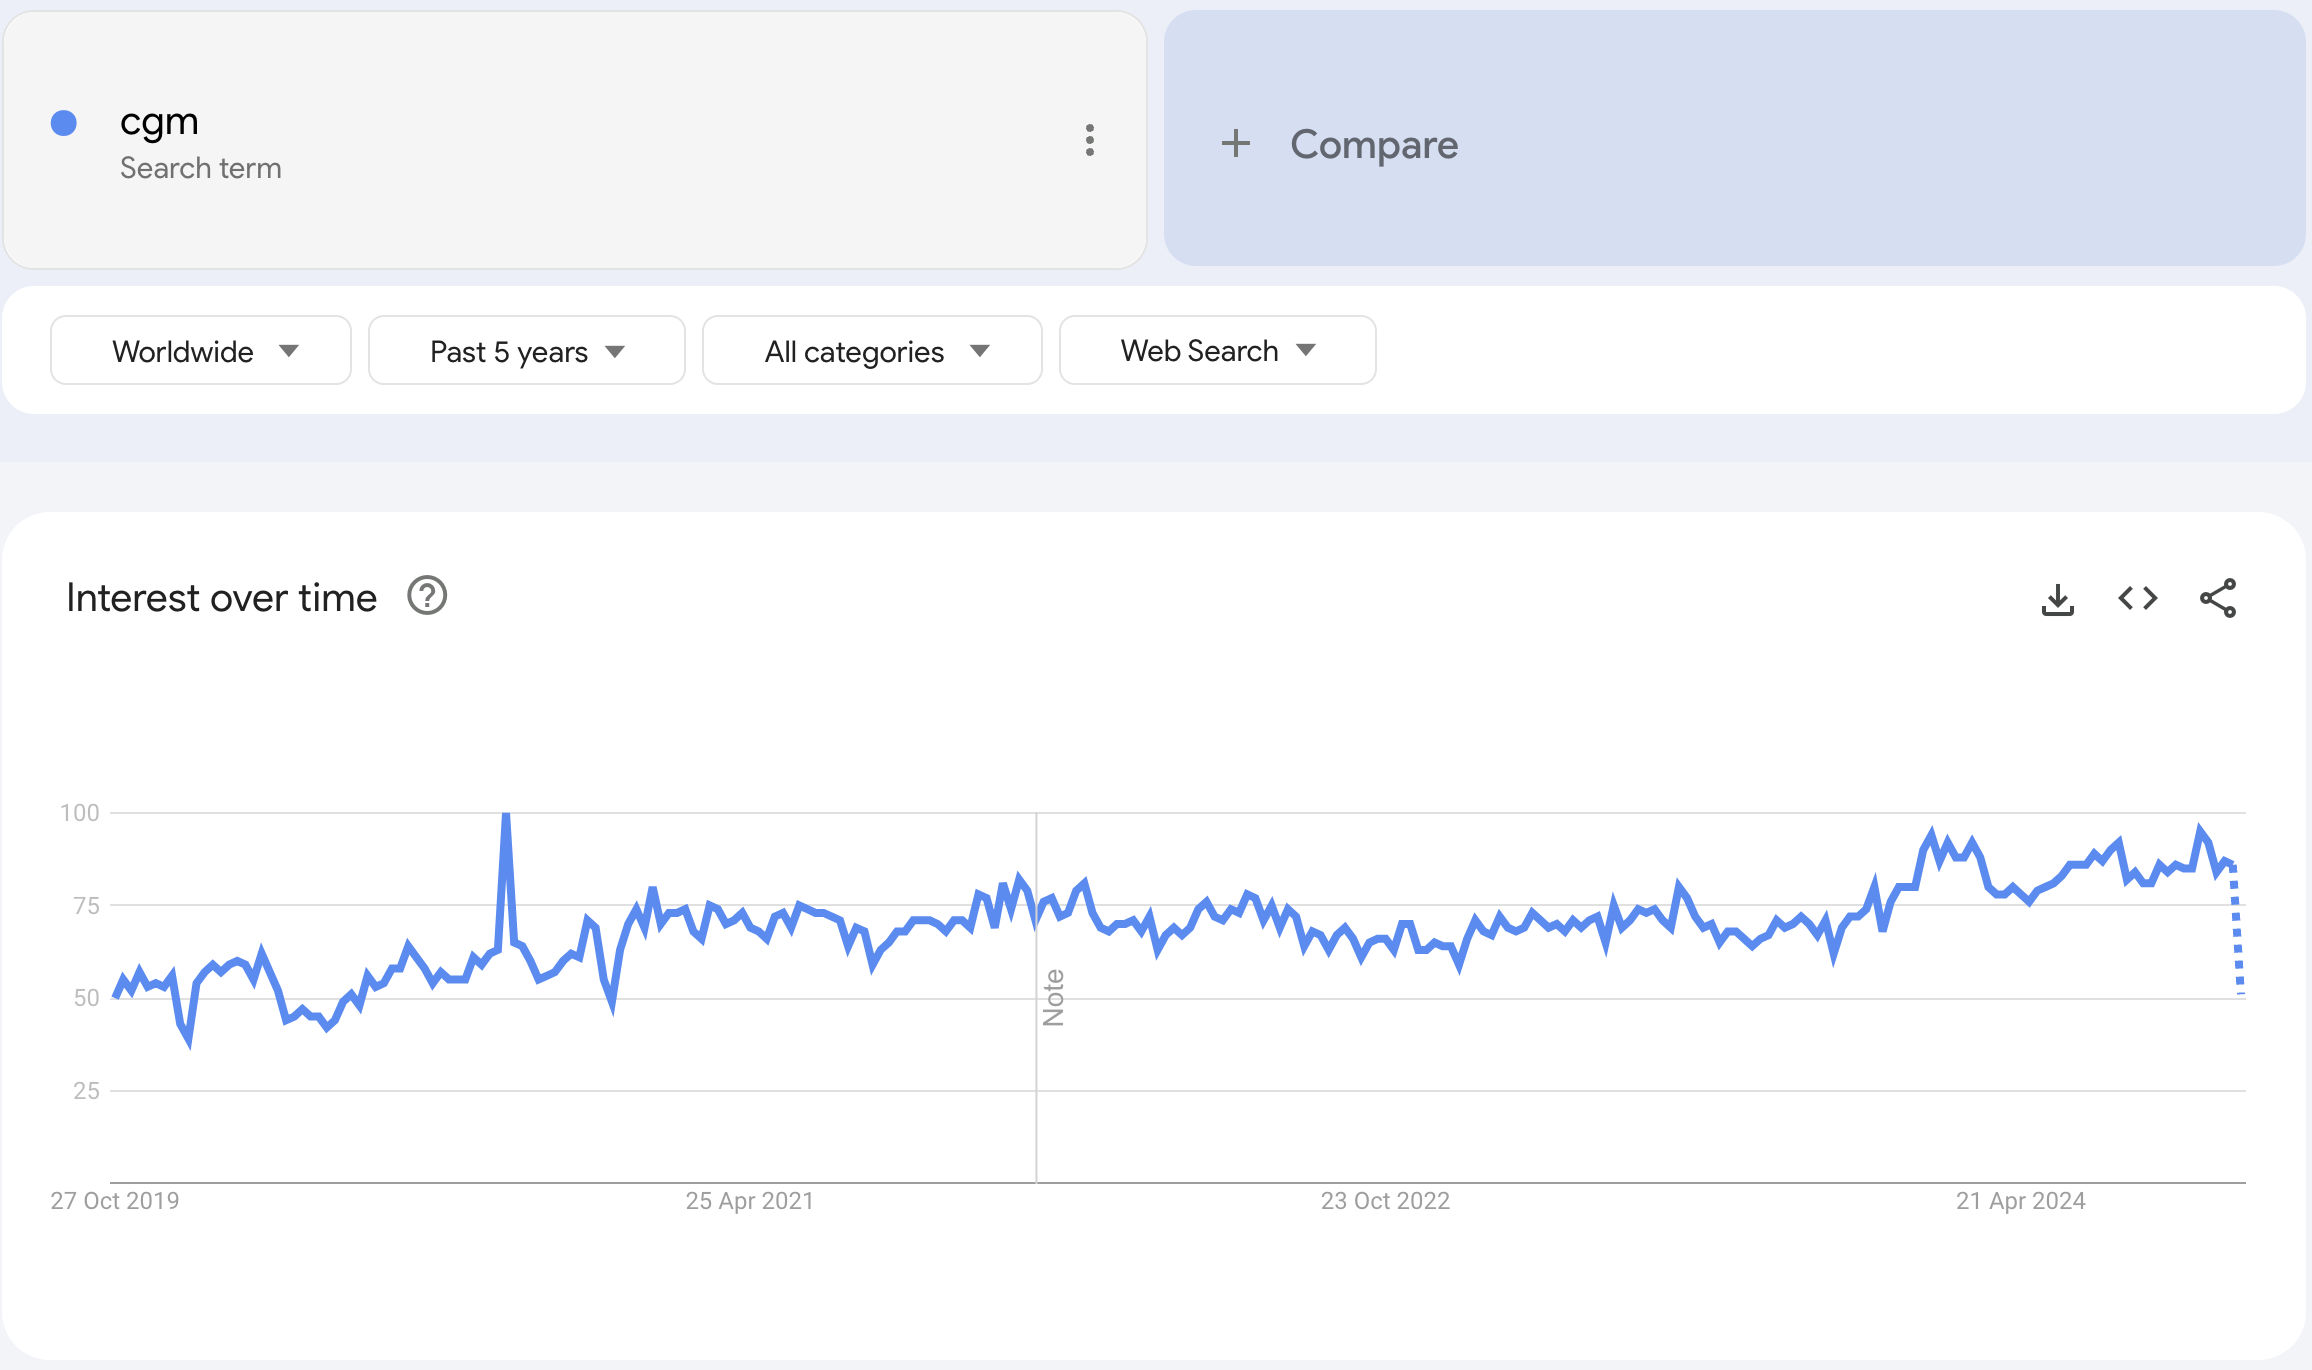 cgm
Search term
+ Compare
Worldwide
Past 5 years
All categories
Web Search
Interest over time
?
100
75
50
25
Note
27 Oct 2019
25 Apr 2021
23 Oct 2022
21 Apr 2024